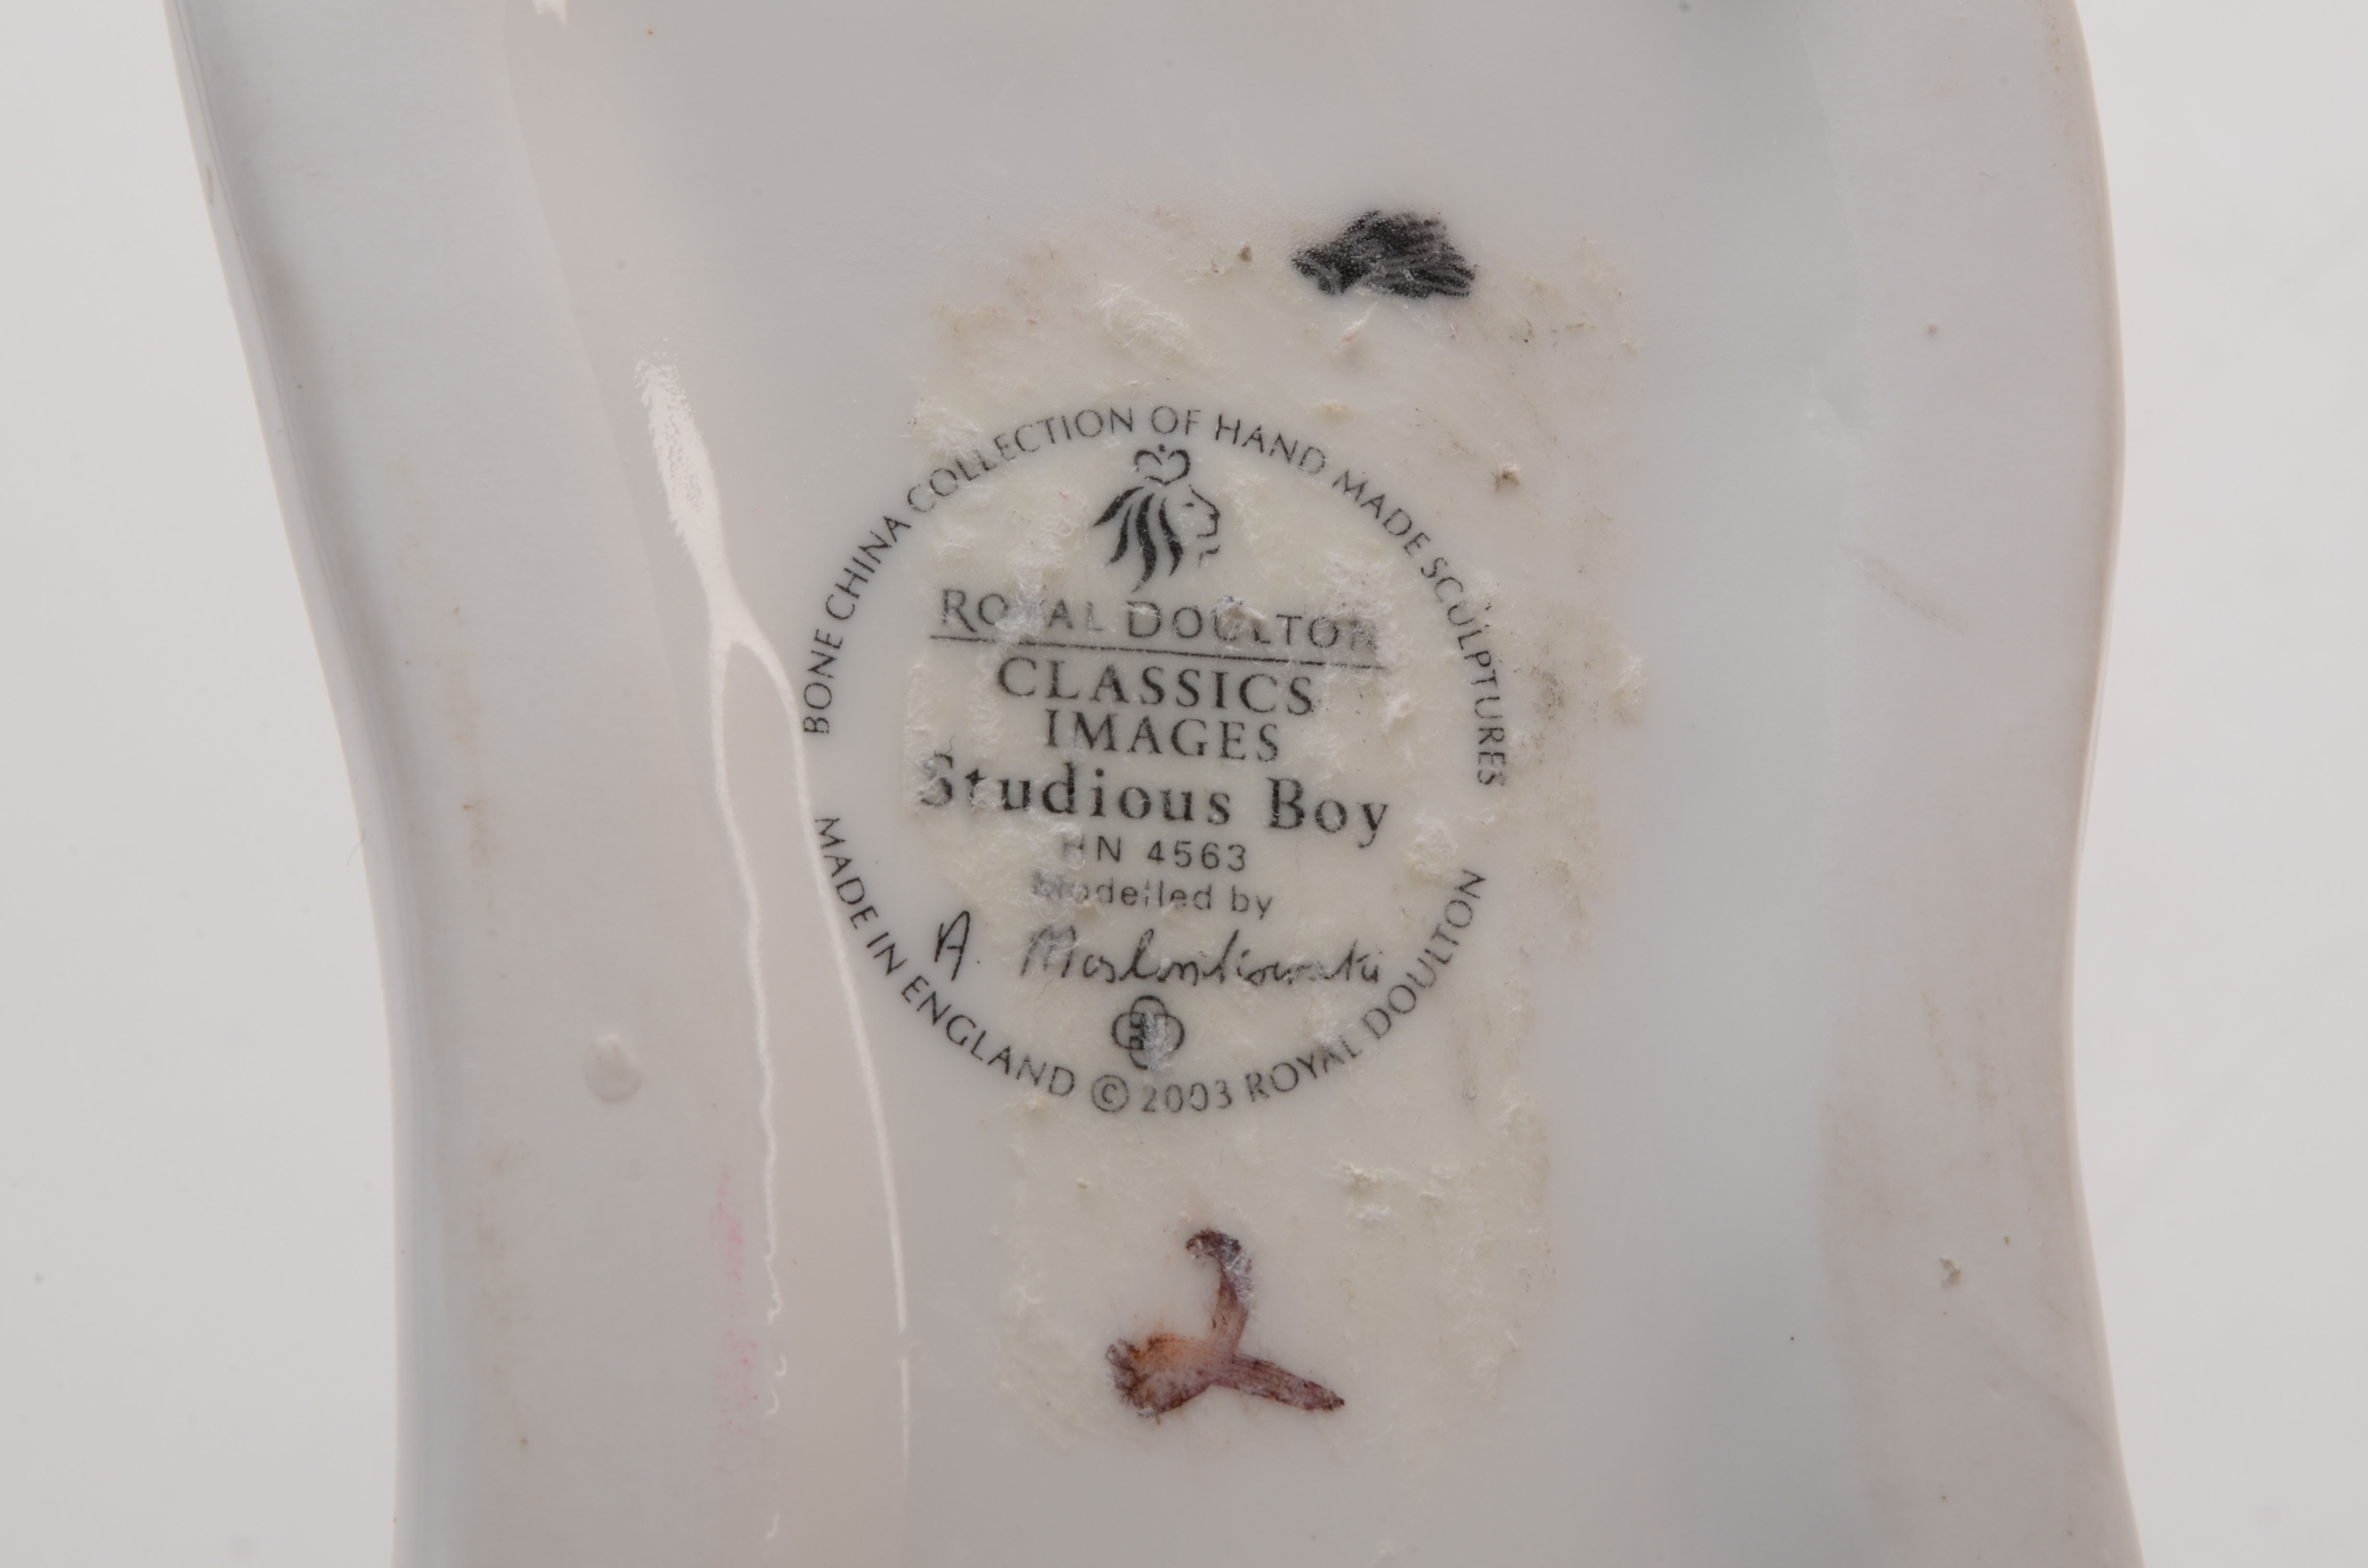 BONE CHINA COLLECTION OF HAND MADE SCULPTURES
ROYAL DOULTON
CLASSICS
IMAGES
Studious Boy
HN 4563
Modelled by
A.
MADE IN ENGLAND © 2003 ROYAL DOULTON